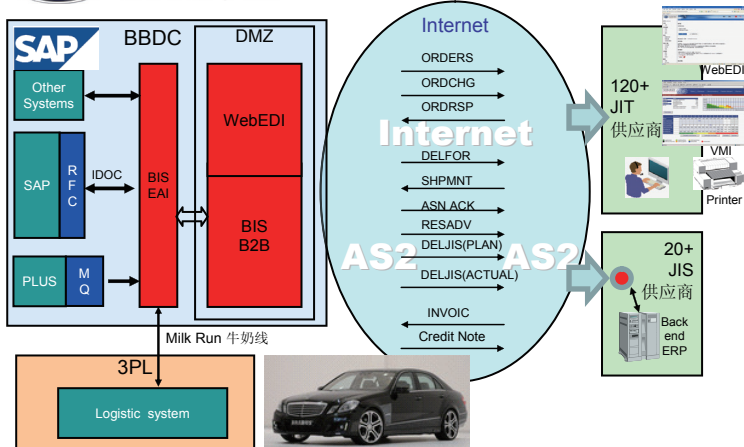 SAP
BBDC
DMZ
Other
Systems
SAP
R
F
C
IDOC
PLUS
M
Q
BIS
EAI
WebEDI
BIS
B2B
Milk Run 牛奶线
3PL
Logistic system
Internet
ORDERS
ORDCHG
ORDRSP
Internet
DELFOR
SHPMNT
ASN ACK
RESADV
DELJIS(PLAN)
AS2
AS2
DELJIS(ACTUAL)
INVOIC
Credit Note
120+
JIT
供应商
WebEDI
VMI
Printer
20+
JIS
供应商
Back
end
ERP